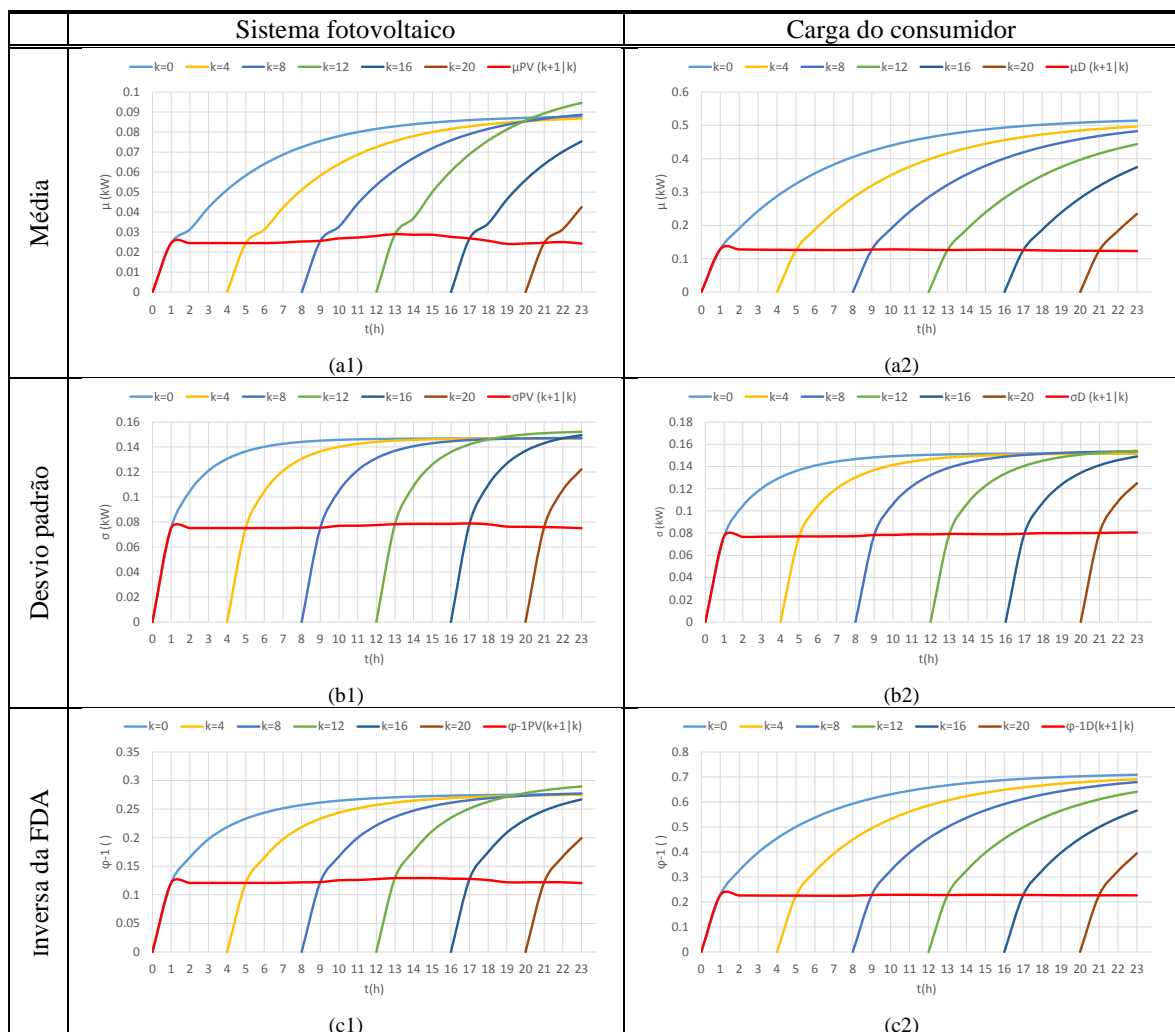 Sistema fotovoltaico
Carga do consumidor
Média
k=0 k=4 k=8 k=12 k=16 k=20 μPV (k+1|k)
0.1
0.09
0.08
0.07
0.06
0.05
0.04
0.03
0.02
0.01
0
μ (kW)
0 1 2 3 4 5 6 7 8 9 10 11 12 13 14 15 16 17 18 19 20 21 22 23
t(h)
(a1)
k=0 k=4 k=8 k=12 k=16 k=20 μD (k+1|k)
0.6
0.5
0.4
0.3
0.2
0.1
0
μ (kW)
0 1 2 3 4 5 6 7 8 9 10 11 12 13 14 15 16 17 18 19 20 21 22 23
t(h)
(a2)
Desvio padrão
k=0 k=4 k=8 k=12 k=16 k=20 σPV (k+1|k)
0.16
0.14
0.12
0.1
0.08
0.06
0.04
0.02
0
σ (kW)
0 1 2 3 4 5 6 7 8 9 10 11 12 13 14 15 16 17 18 19 20 21 22 23
t(h)
(b1)
k=0 k=4 k=8 k=12 k=16 k=20 σD (k+1|k)
0.18
0.16
0.14
0.12
0.1
0.08
0.06
0.04
0.02
0
σ (kW)
0 1 2 3 4 5 6 7 8 9 10 11 12 13 14 15 16 17 18 19 20 21 22 23
t(h)
(b2)
Inversa da FDA
k=0 k=4 k=8 k=12 k=16 k=20 φ-1PV(k+1|k)
0.35
0.3
0.25
0.2
0.15
0.1
0.05
0
φ-1 ( )
0 1 2 3 4 5 6 7 8 9 10 11 12 13 14 15 16 17 18 19 20 21 22 23
t(h)
(c1)
k=0 k=4 k=8 k=12 k=16 k=20 φ-1D(k+1|k)
0.8
0.7
0.6
0.5
0.4
0.3
0.2
0.1
0
φ-1 ( )
0 1 2 3 4 5 6 7 8 9 10 11 12 13 14 15 16 17 18 19 20 21 22 23
t(h)
(c2)